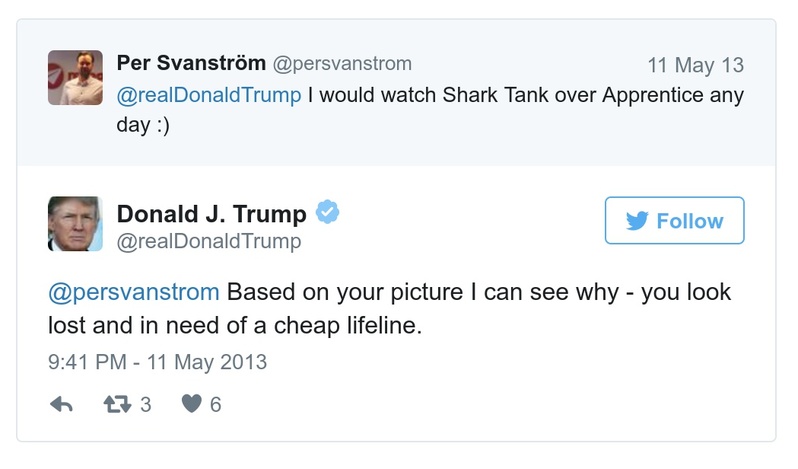 Per Svanström @persvanstrom 11 May 13
@realDonaldTrump I would watch Shark Tank over Apprentice any
day :)
Donald J. Trump
@realDonaldTrump
Follow
@persvanstrom Based on your picture I can see why - you look
lost and in need of a cheap lifeline.
9:41 PM - 11 May 2013
3 6